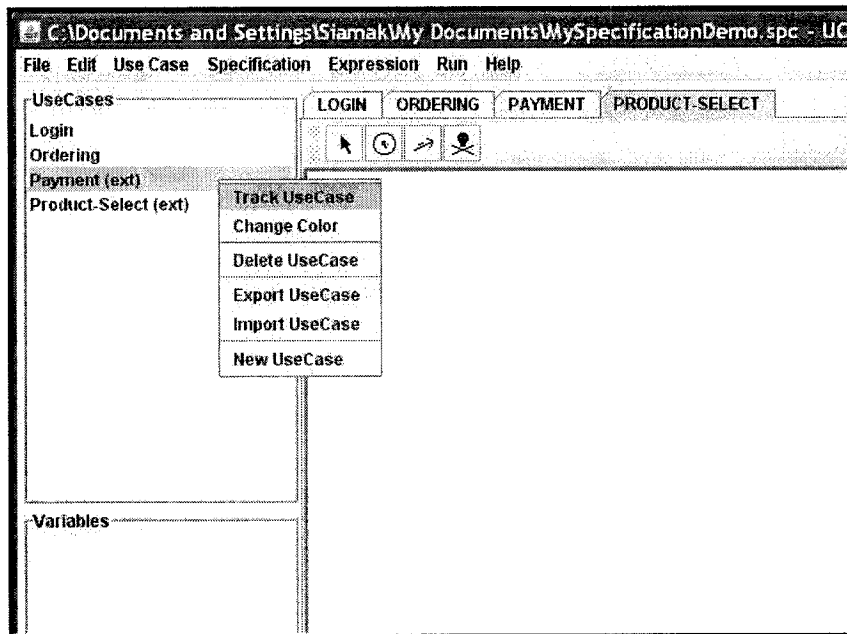 C:\Documents and Settings\Siamak\My Documents\MySpecificationDemo.spc - UC
File Edit Use Case Specification Expression Run Help
UseCases
Login
Ordering
Payment (ext)
Product-Select (ext)
LOGIN ORDERING PAYMENT PRODUCT-SELECT
Track UseCase
Change Color
Delete UseCase
Export UseCase
Import UseCase
New UseCase
Variables